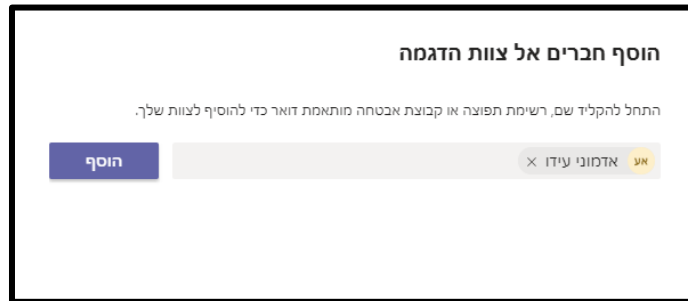 הוסף חברים אל צוות הדגמה
התחל להקליד שם, רשימת תפוצה או קבוצת אבטחה מותאמת דואר כדי להוסיף לצוות שלך.
אע אדמוני עידו ×
הוסף